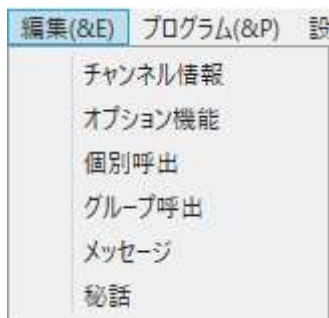 編集(&E) プログラム(&P) 設
チャンネル情報
オプション機能
個別呼出
グループ呼出
メッセージ
秘話